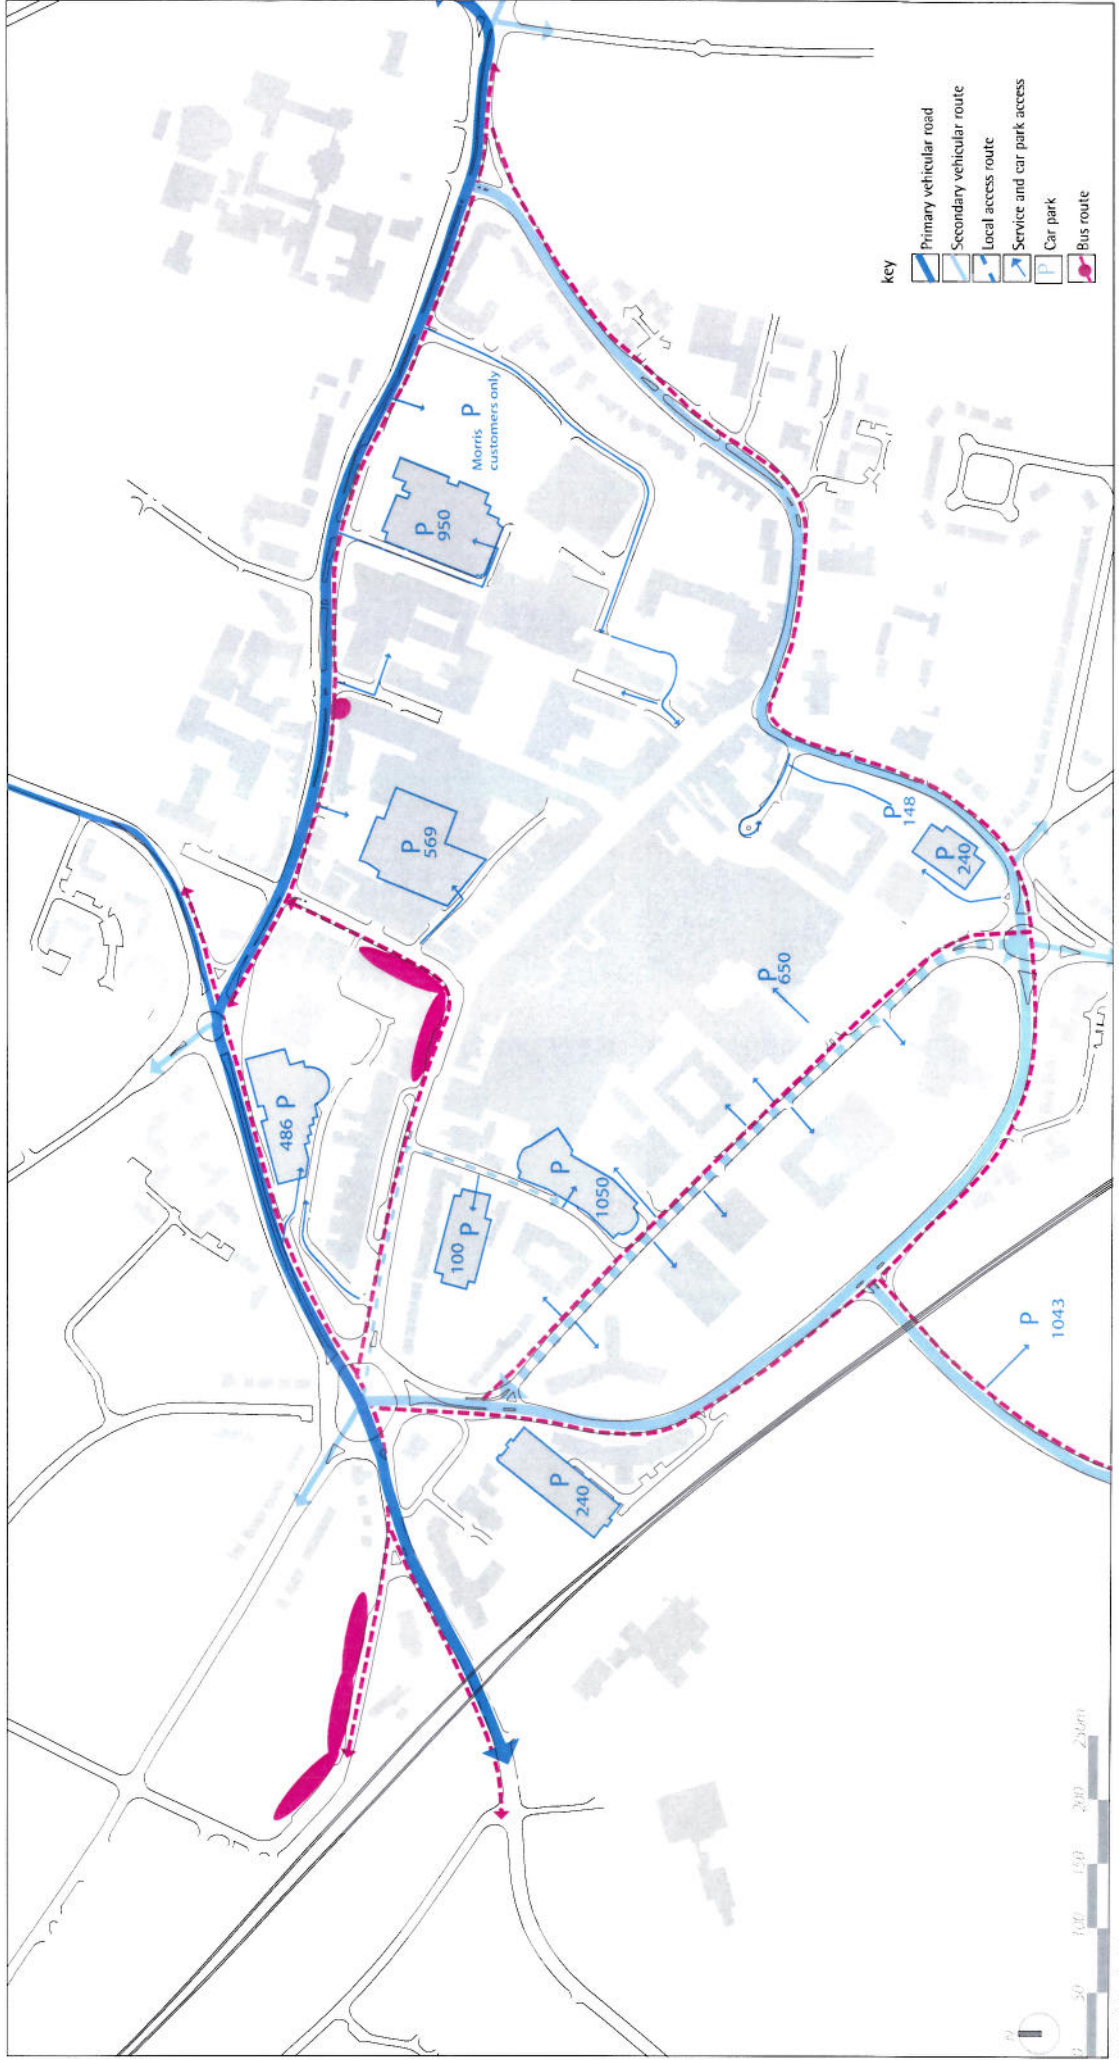 key
Primary vehicular road
Secondary vehicular route
Local access route
Service and car park access
P
Car park
Bus route
Morris P
customers only
P
950
P
569
486 P
100 P
P
1050
P
650
P
148
P
240
P
240
P
1043
0 50 100 150 200 250m
N